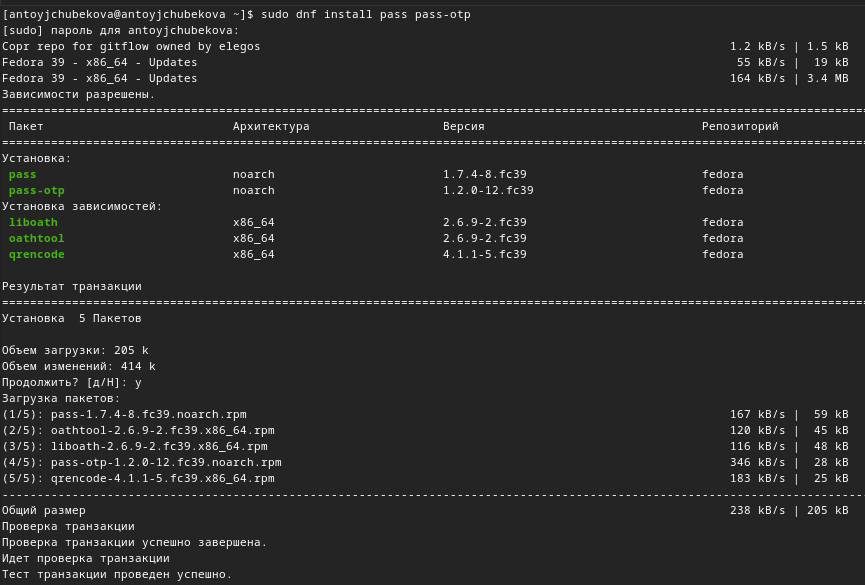 [antoyjchubekova@antoyjchubekova ~]$ sudo dnf install pass pass-otp
[sudo] пароль для antoyjchubekova:
Copr repo for gitflow owned by elegos 1.2 kB/s | 1.5 kB
Fedora 39 - x86_64 - Updates 55 kB/s | 19 kB
Fedora 39 - x86_64 - Updates 164 kB/s | 3.4 MB
Зависимости разрешены.
Пакет Архитектура Версия Репозиторий
Установка:
pass noarch 1.7.4-8.fc39 fedora
pass-otp noarch 1.2.0-12.fc39 fedora
Установка зависимостей:
liboath x86_64 2.6.9-2.fc39 fedora
oathtool x86_64 2.6.9-2.fc39 fedora
qrencode x86_64 4.1.1-5.fc39 fedora
Результат транзакции
Установка 5 Пакетов
Объем загрузки: 205 k
Объем изменений: 414 k
Продолжить? [д/Н]: y
Загрузка пакетов:
(1/5): pass-1.7.4-8.fc39.noarch.rpm 167 kB/s | 59 kB
(2/5): oathtool-2.6.9-2.fc39.x86_64.rpm 120 kB/s | 45 kB
(3/5): liboath-2.6.9-2.fc39.x86_64.rpm 116 kB/s | 48 kB
(4/5): pass-otp-1.2.0-12.fc39.noarch.rpm 346 kB/s | 28 kB
(5/5): qrencode-4.1.1-5.fc39.x86_64.rpm 183 kB/s | 25 kB
Общий размер 238 kB/s | 205 kB
Проверка транзакции
Проверка транзакции успешно завершена.
Идет проверка транзакции
Тест транзакции проведен успешно.